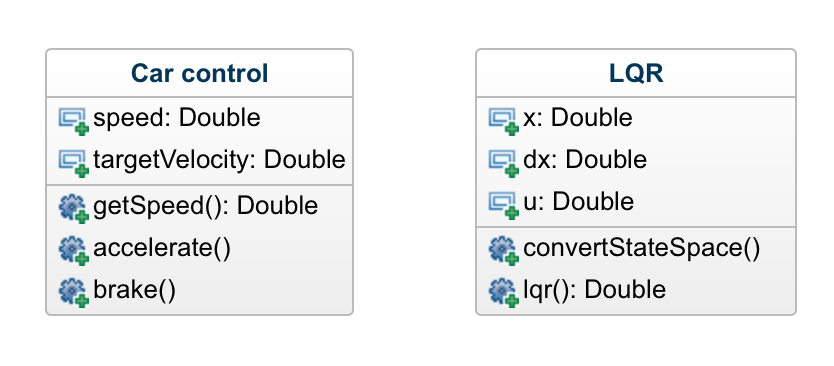 Car control
speed: Double
targetVelocity: Double
getSpeed(): Double
accelerate()
brake()
LQR
x: Double
dx: Double
u: Double
convertStateSpace()
lqr(): Double